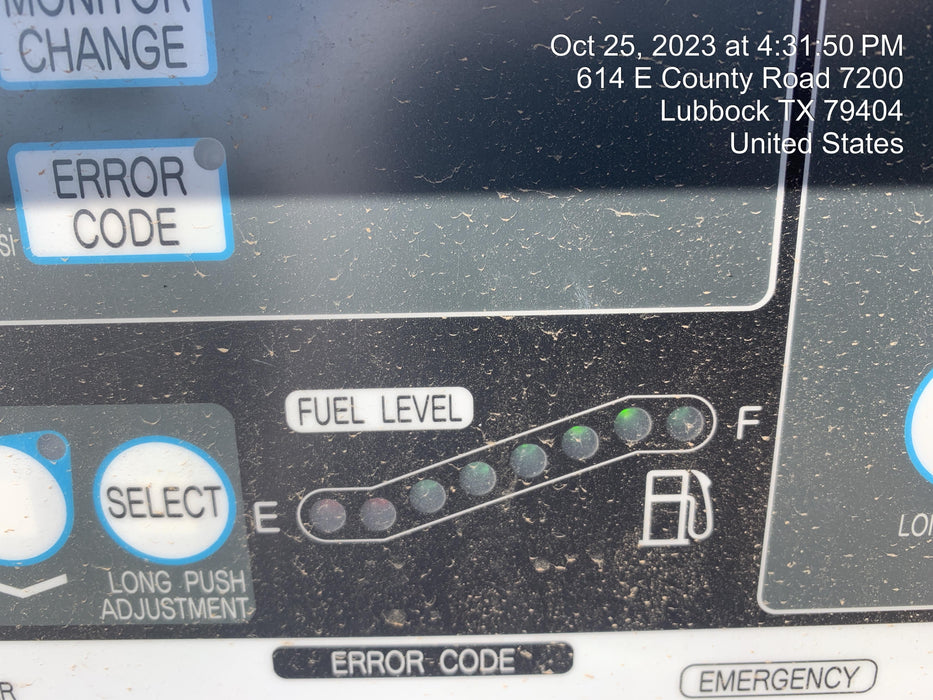 MONITOR
CHANGE
Oct 25, 2023 at 4:31:50 PM
614 E County Road 7200
Lubbock TX 79404
United States
ERROR
CODE
si
FUEL LEVEL
F
E
SELECT
LONG PUSH
ADJUSTMENT
ERROR CODE
EMERGENCY